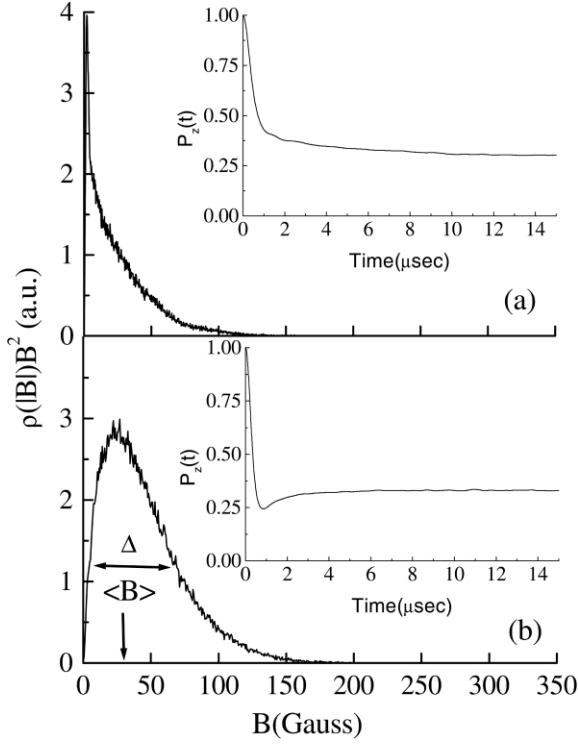 ρ(|B|)B² (a.u.)
4
3
2
1
0
1.00
0.75
0.50
0.25
0.00
P_z(t)
0 2 4 6 8 10 12 14
Time(μsec)
(a)
3
2
1
0
1.00
0.75
0.50
0.25
0.00
P_z(t)
0 2 4 6 8 10 12 14
Time(μsec)
Δ
<B>
(b)
0 50 100 150 200 250 300 350
B(Gauss)